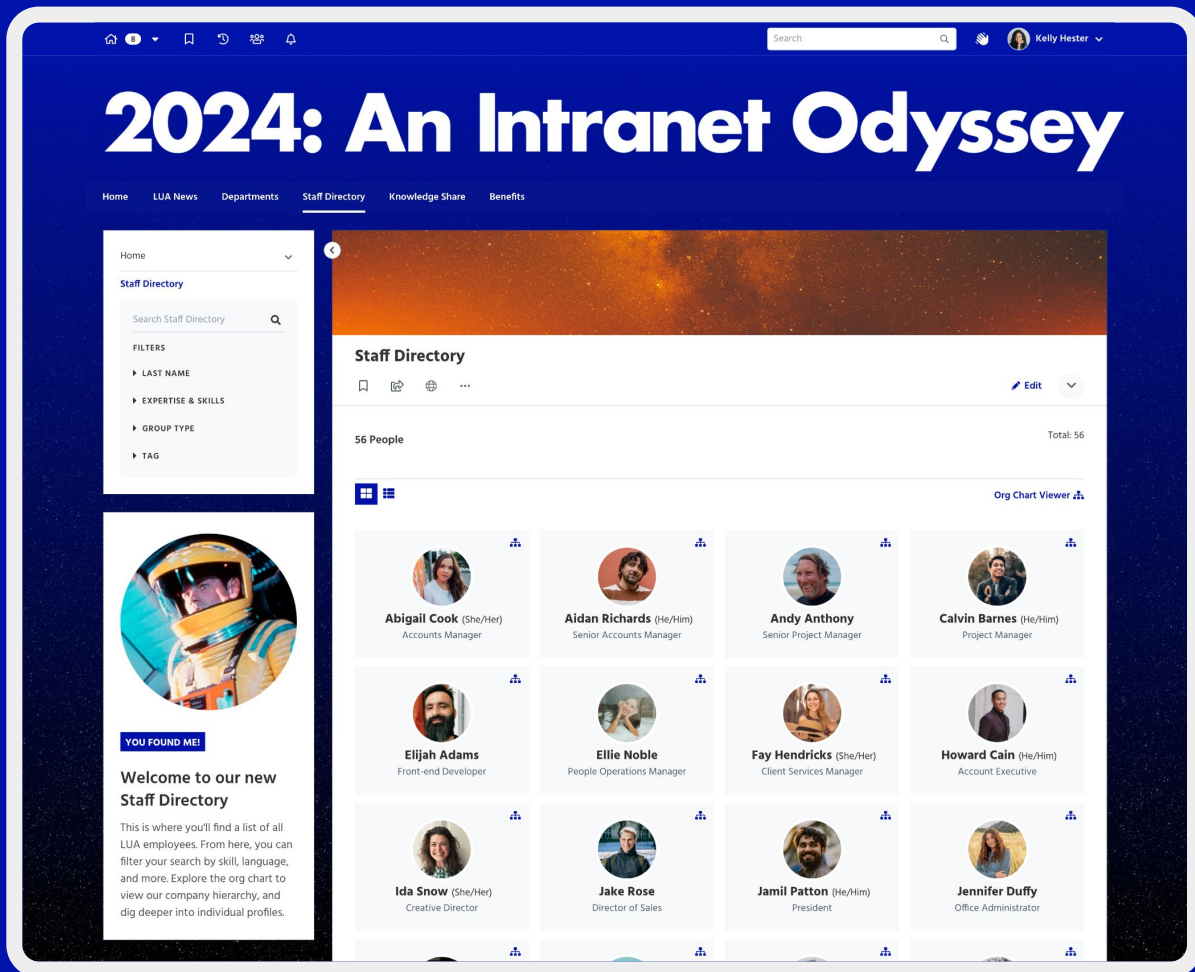 8
Search
Kelly Hester
2024: An Intranet Odyssey
Home LUA News Departments Staff Directory Knowledge Share Benefits
Home
Staff Directory
Search Staff Directory
FILTERS
LAST NAME
EXPERTISE & SKILLS
GROUP TYPE
TAG
YOU FOUND ME!
Welcome to our new
Staff Directory
This is where you'll find a list of all
LUA employees. From here, you can
filter your search by skill, language,
and more. Explore the org chart to
view our company hierarchy, and
dig deeper into individual profiles.
Staff Directory
Edit
56 People
Total: 56
Org Chart Viewer
Abigail Cook (She/Her)
Accounts Manager
Aidan Richards (He/Him)
Senior Accounts Manager
Andy Anthony
Senior Project Manager
Calvin Barnes (He/Him)
Project Manager
Elijah Adams
Front-end Developer
Ellie Noble
People Operations Manager
Fay Hendricks (She/Her)
Client Services Manager
Howard Cain (He/Him)
Account Executive
Ida Snow (She/Her)
Creative Director
Jake Rose
Director of Sales
Jamil Patton (He/Him)
President
Jennifer Duffy
Office Administrator